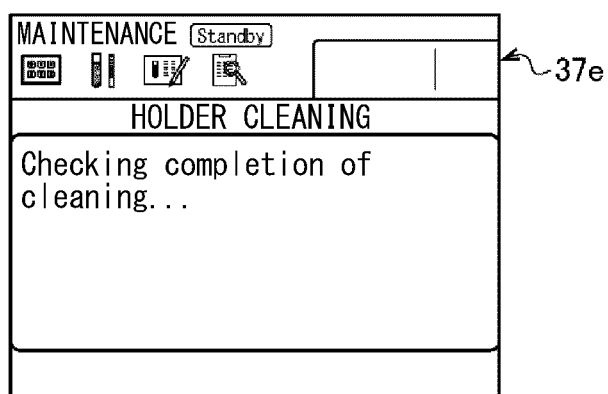 MAINTENANCE Standby
37e
HOLDER CLEANING
Checking completion of
cleaning...